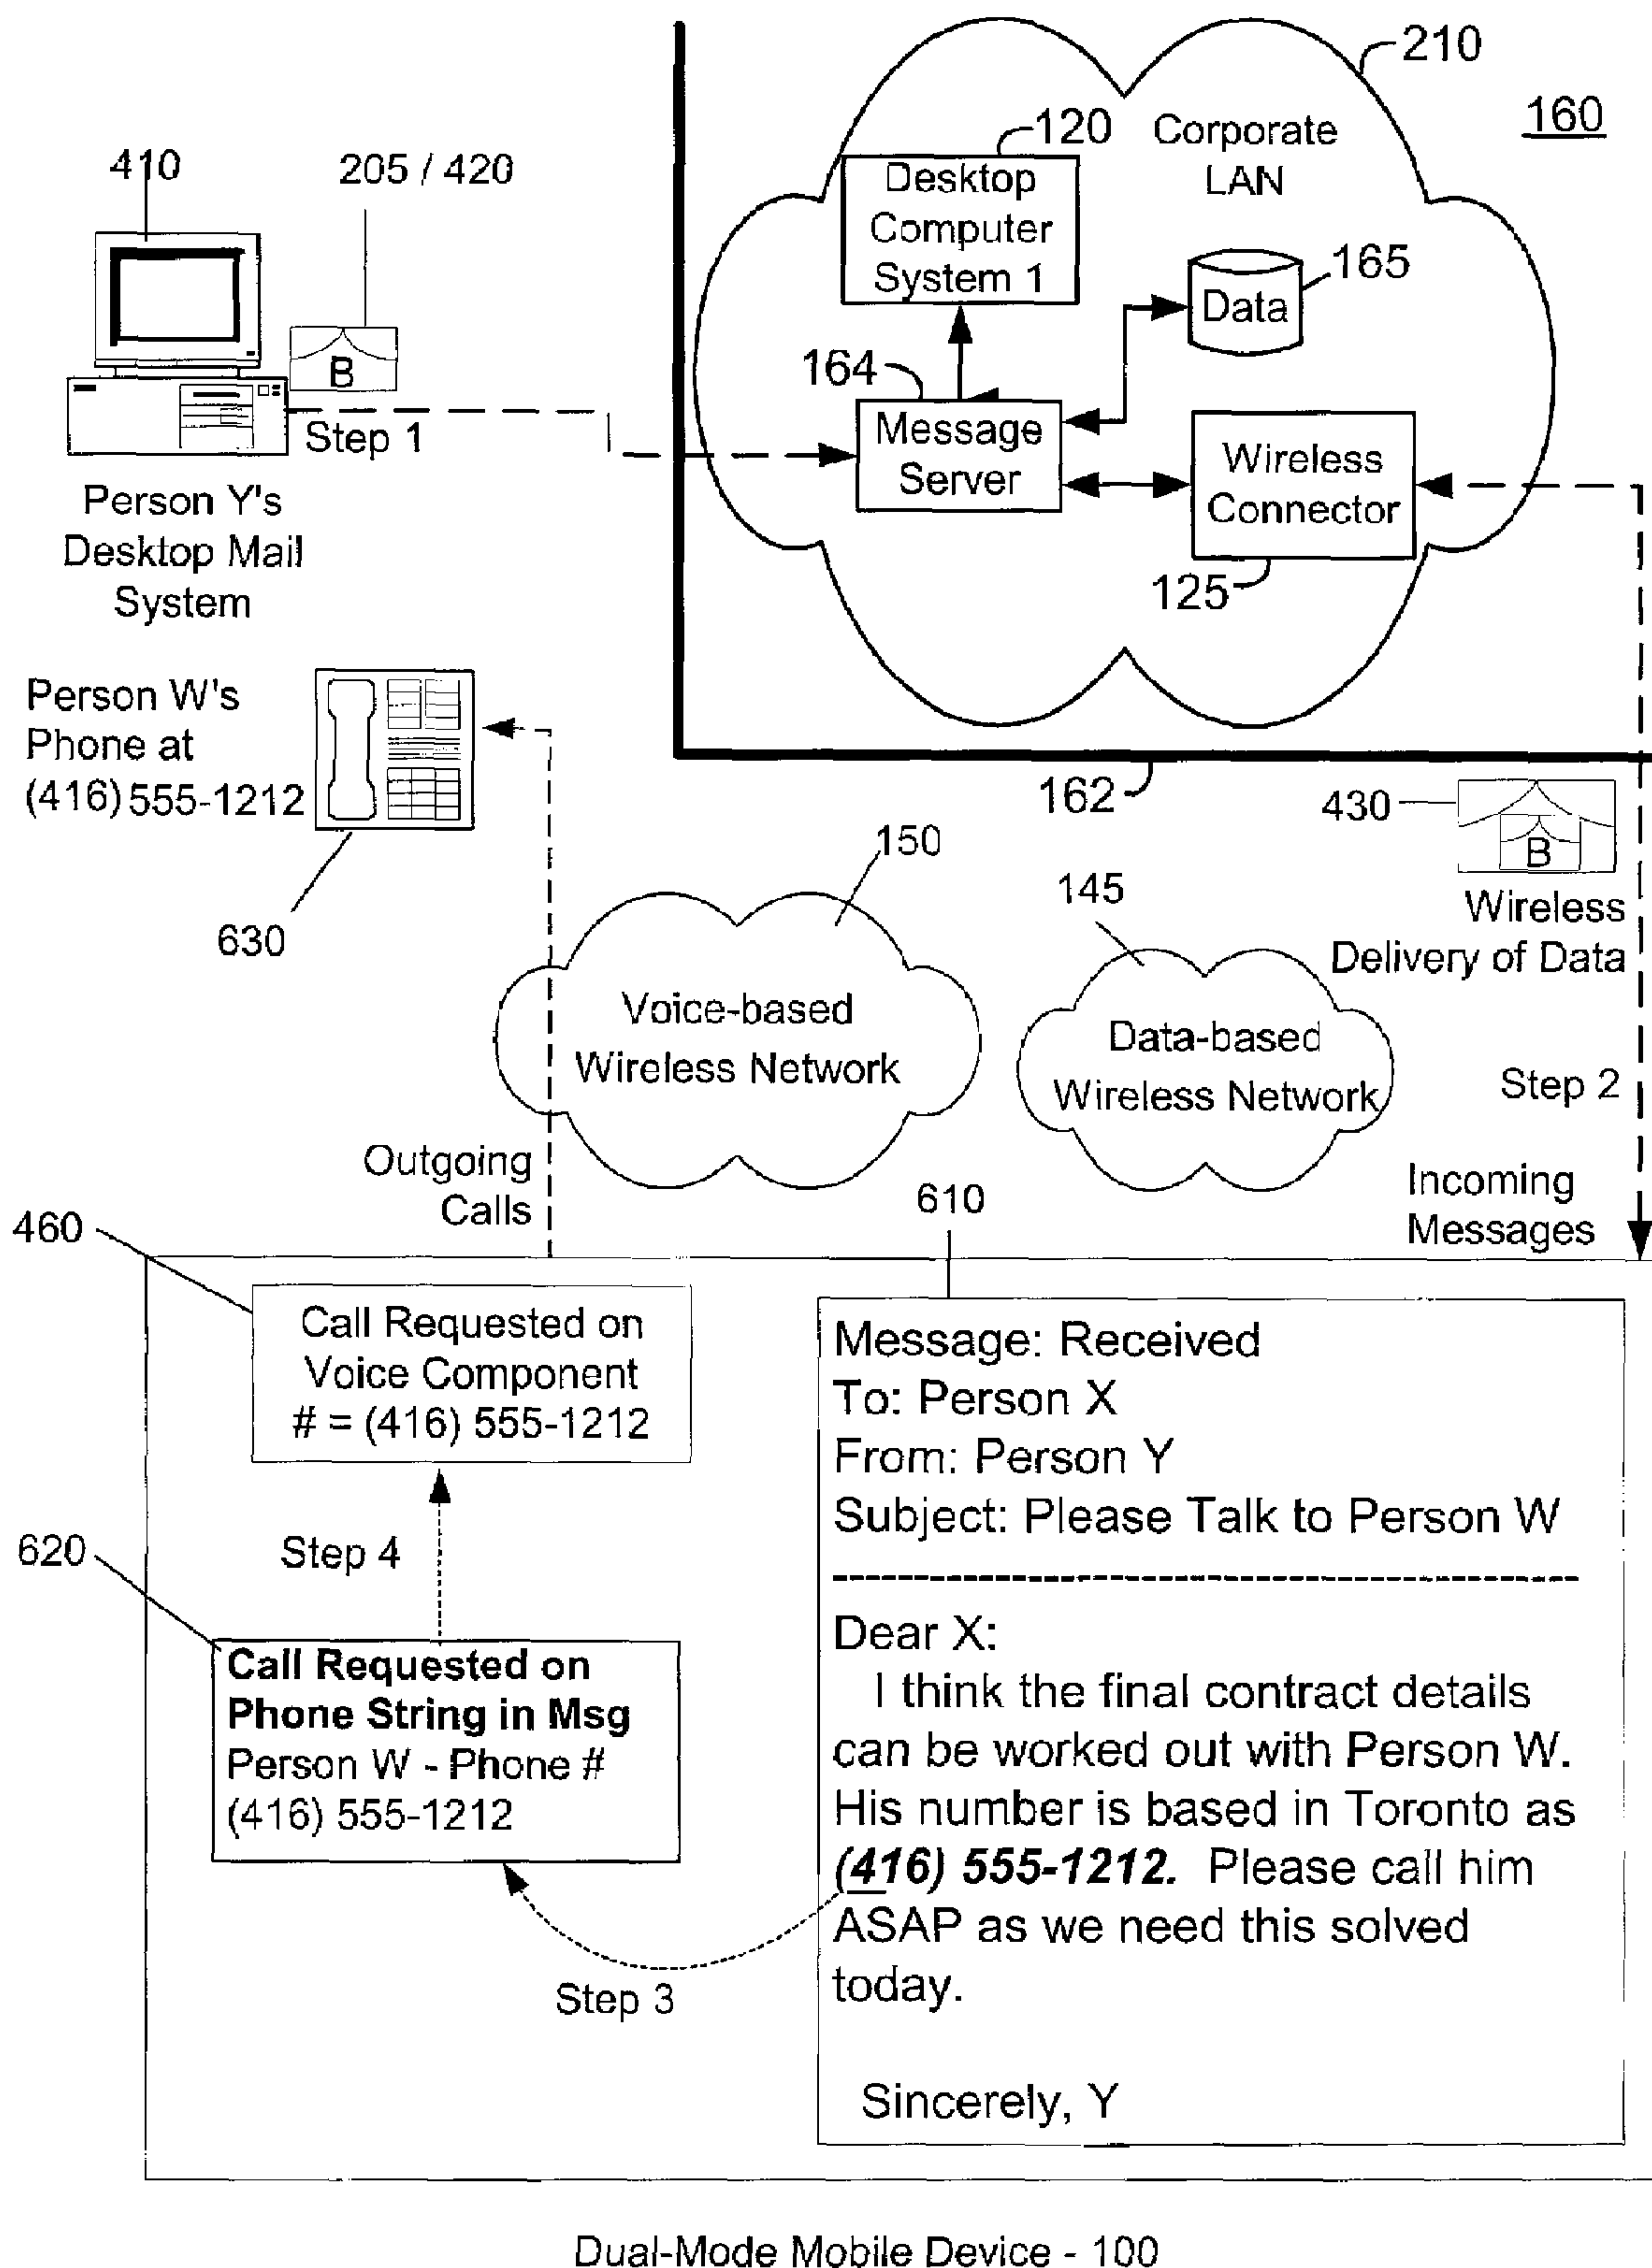 210
160
120
Corporate
LAN
410
205 / 420
Desktop
Computer
System 1
165
Data
B
164
Step 1
Message
Server
Wireless
Connector
125
Person Y's
Desktop Mail
System
Person W's
Phone at
(416) 555-1212
630
162
430
B
Wireless
Delivery of Data
150
145
Voice-based
Wireless Network
Data-based
Wireless Network
Step 2
Outgoing
Calls
Incoming
Messages
610
460
Call Requested on
Voice Component
# = (416) 555-1212
Message: Received
To: Person X
From: Person Y
Subject: Please Talk to Person W
Step 4
620
Call Requested on
Phone String in Msg
Person W - Phone #
(416) 555-1212
Dear X:
I think the final contract details
can be worked out with Person W.
His number is based in Toronto as
(416) 555-1212. Please call him
ASAP as we need this solved
today.
Step 3
Sincerely, Y
Dual-Mode Mobile Device - 100